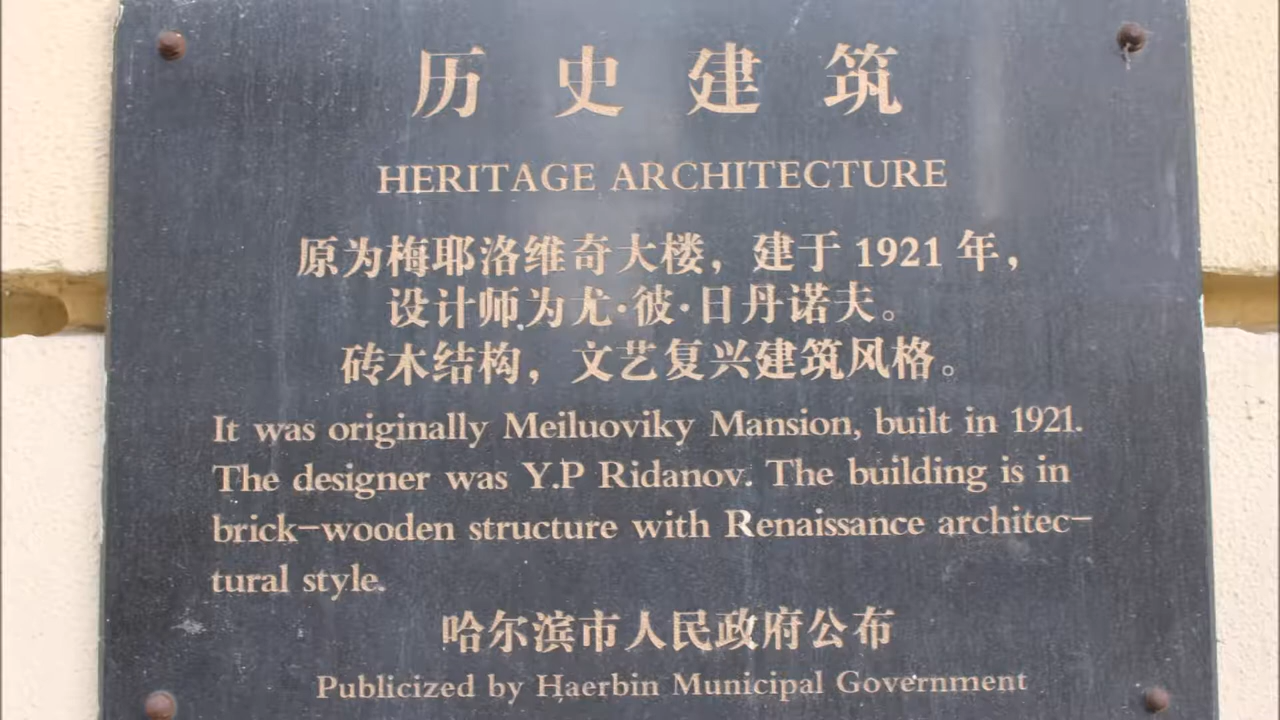 历史建筑
HERITAGE ARCHITECTURE
原为梅耶洛维奇大楼，建于 1921 年，
设计师为尤·彼·日丹诺夫。
砖木结构，文艺复兴建筑风格。
It was originally Meiluoviky Mansion, built in 1921.
The designer was Y.P Ridanov. The building is in
brick-wooden structure with Renaissance architec-
tural style.
哈尔滨市人民政府公布
Publicized by Haerbin Municipal Government